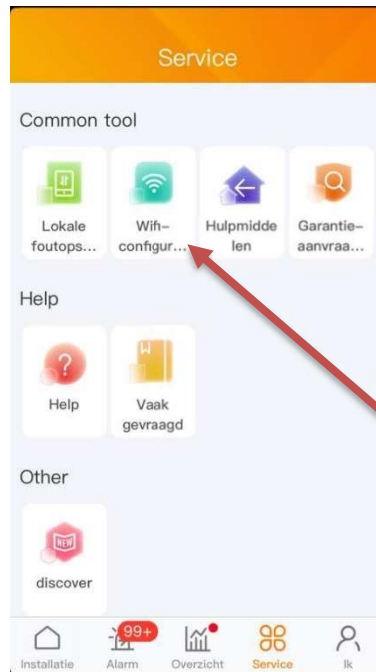 Service
Common tool
Lokale
foutops...
Wifi-
configur...
Hulpmidde
len
Garantie-
aanvraa...
Help
?
Help
Vaak
gevraagd
Other
NEW
discover
99+
Installatie
Alarm
Overzicht
Service
Ik